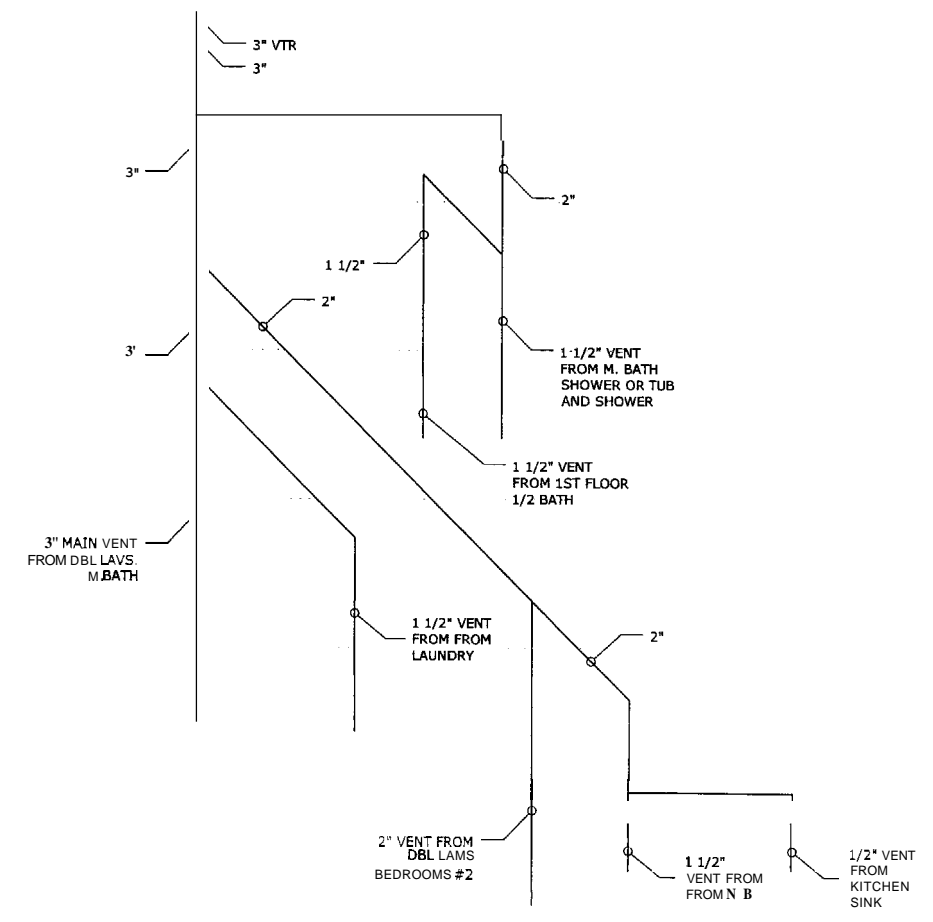 3" VTR
3"
3"
2"
1 1/2"
2"
3'
1 1/2" VENT
FROM M. BATH
SHOWER OR TUB
AND SHOWER
1 1/2" VENT
FROM 1ST FLOOR
1/2 BATH
3" MAIN VENT
FROM DBL LAVS.
M.BATH
1 1/2" VENT
FROM FROM
LAUNDRY
2"
2" VENT FROM
DBL LAMS
BEDROOMS #2
1 1/2"
VENT FROM
FROM N B
1/2" VENT
FROM
KITCHEN
SINK